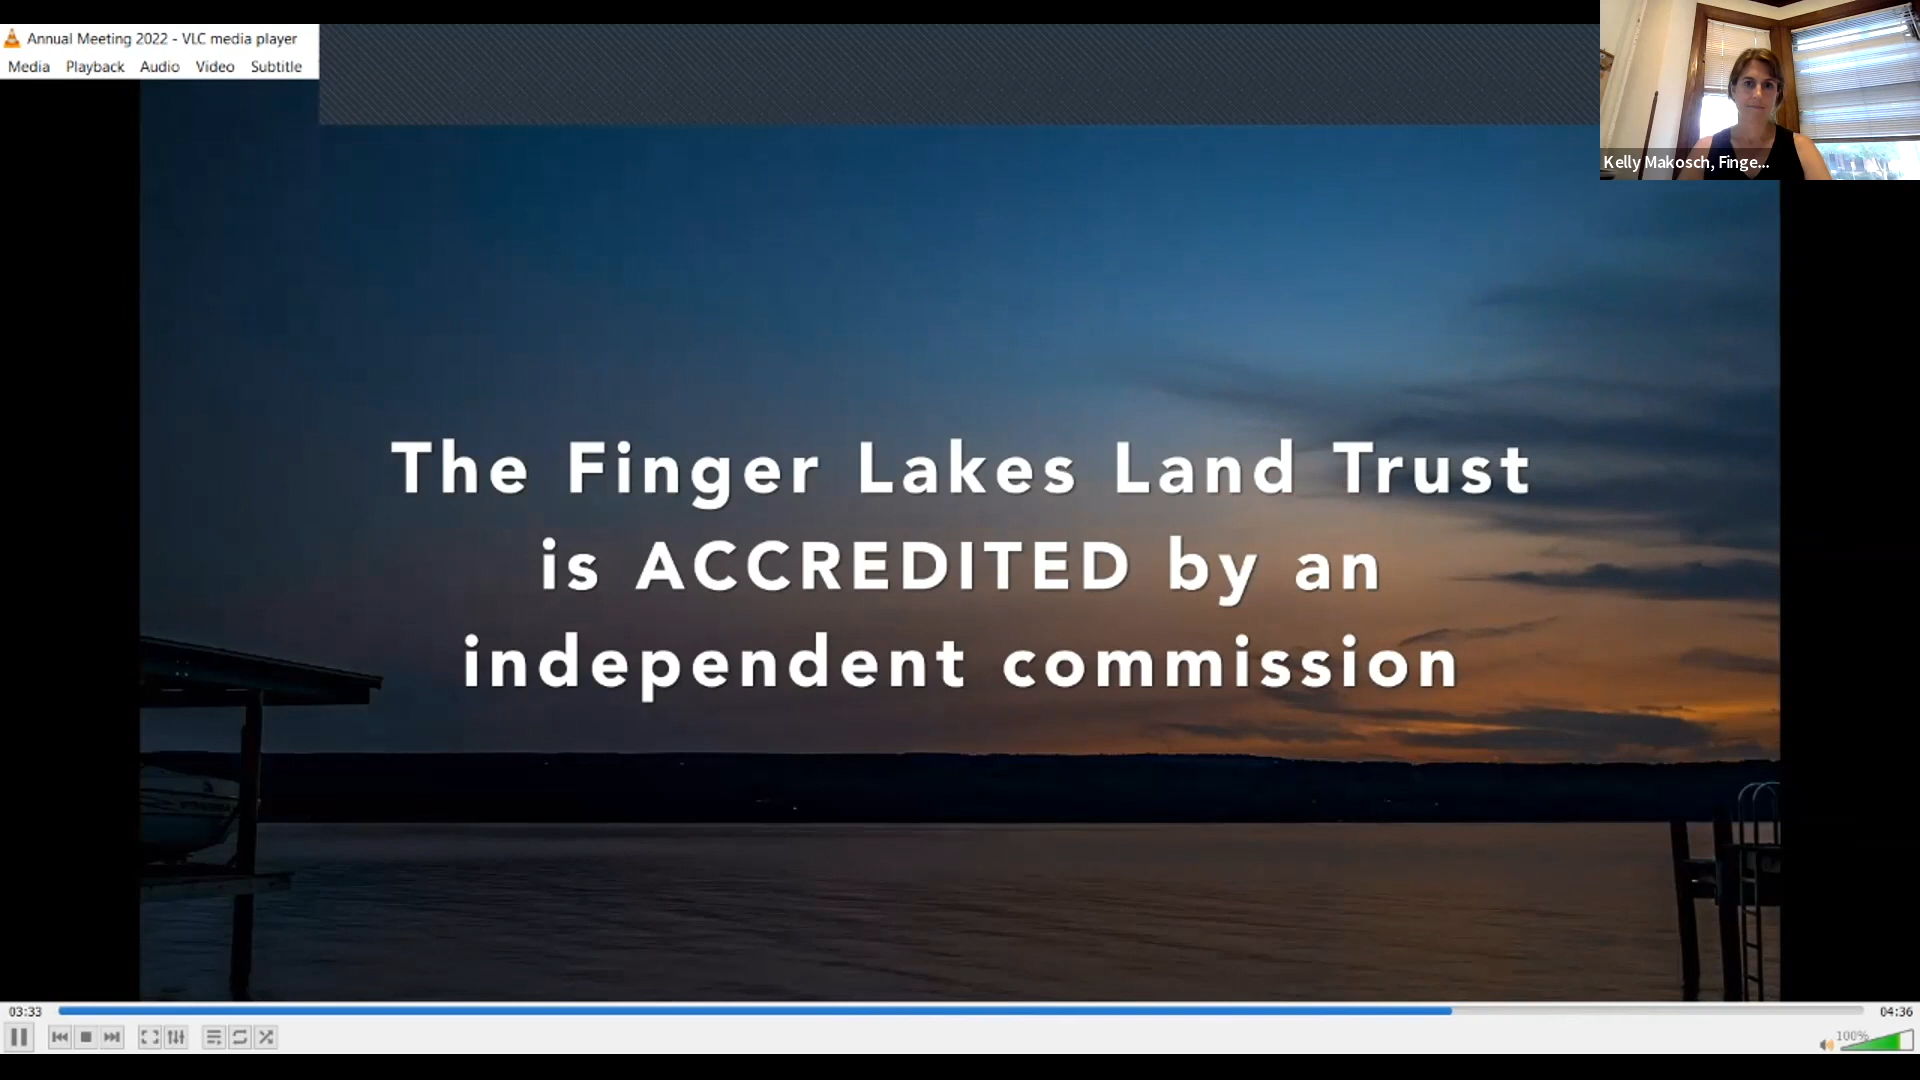 Annual Meeting 2022 - VLC media player
Media Playback Audio Video Subtitle
Kelly Makosch, Finge...
The Finger Lakes Land Trust
is ACCREDITED by an
independent commission
03:33
04:36
100%